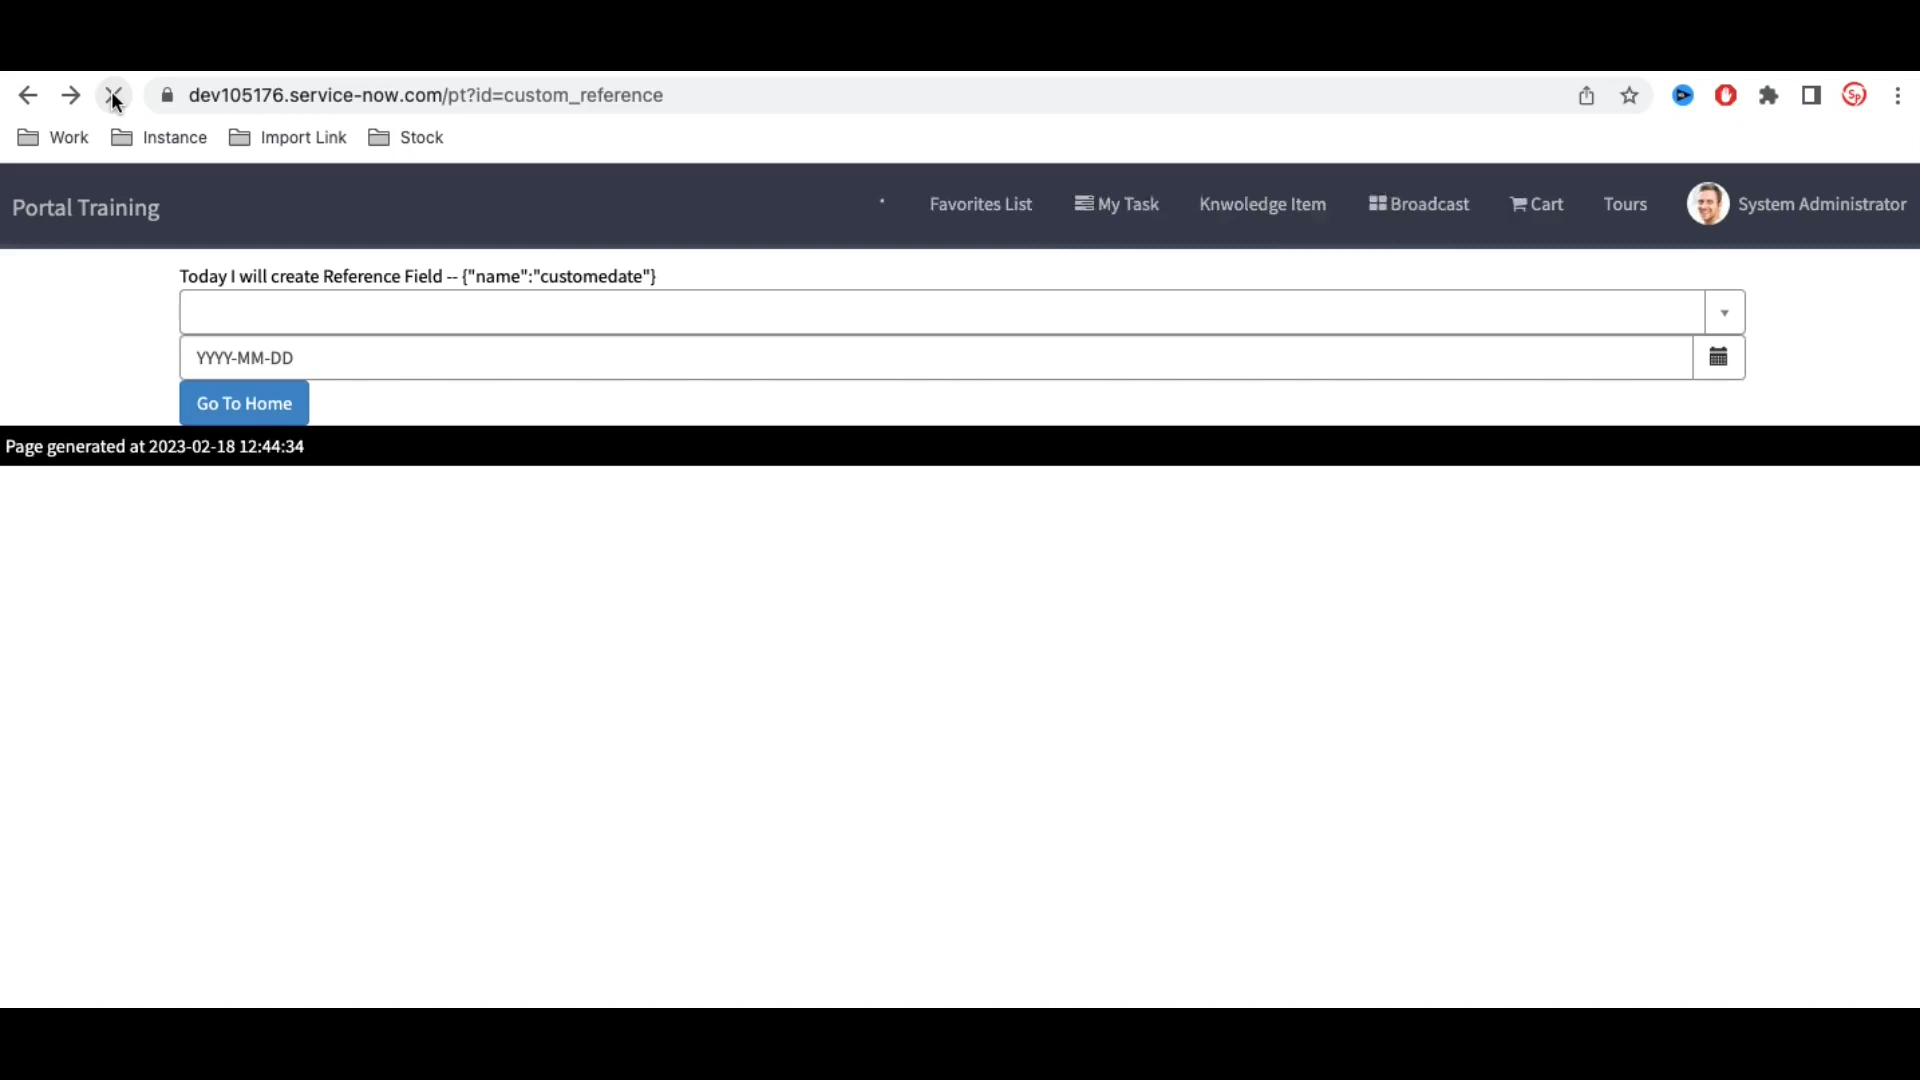 dev105176.service-now.com/pt?id=custom_reference
Sp
Work Instance Import Link Stock
Portal Training
Favorites List My Task Knwoledge Item Broadcast Cart Tours System Administrator
Today I will create Reference Field -- {"name":"customedate"}
YYYY-MM-DD
Go To Home
Page generated at 2023-02-18 12:44:34